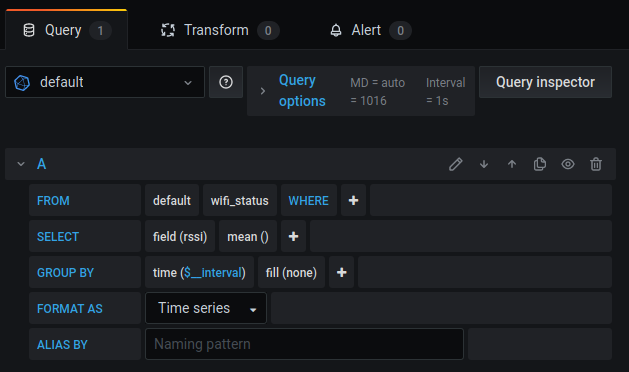 Query 1 Transform 0 Alert 0
default Query options MD = auto = 1016 Interval = 1s Query inspector
A
FROM default wifi_status WHERE +
SELECT field (rssi) mean () +
GROUP BY time ($__interval) fill (none) +
FORMAT AS Time series
ALIAS BY Naming pattern